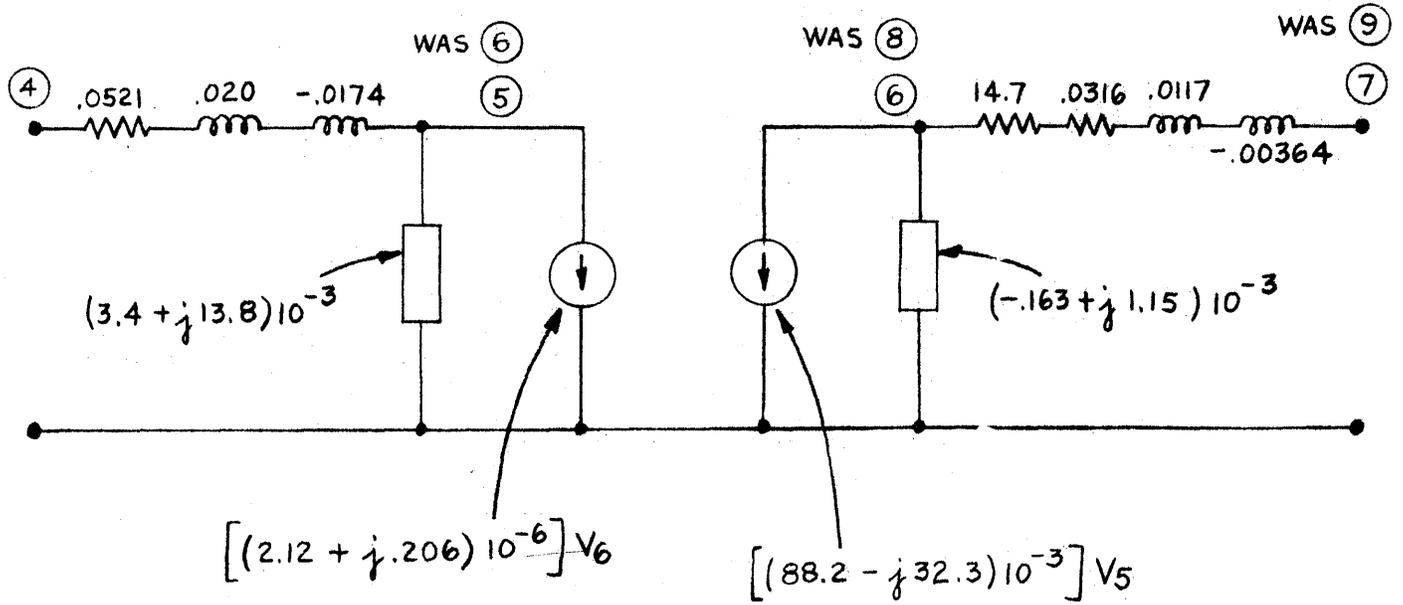 WAS ⑥
WAS ⑧
WAS ⑨
④
⑤
⑥
⑦
.0521
.020
-.0174
14.7
.0316
.0117
-.00364
(3.4 + j 13.8) 10⁻³
(-.163 + j 1.15 ) 10⁻³
[(2.12 + j .206) 10⁻⁶] V₆
[(88.2 - j 32.3) 10⁻³] V₅